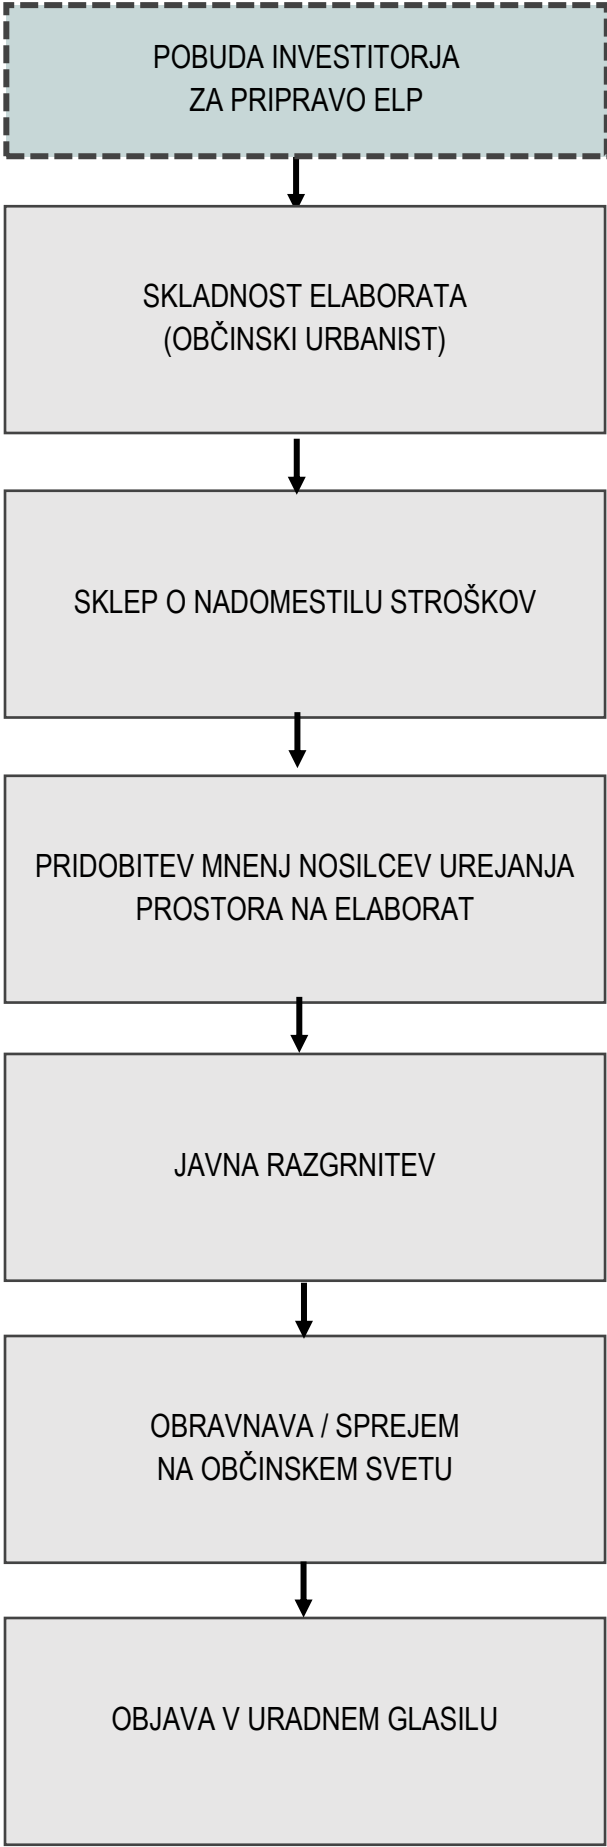 POBUDA INVESTITORJA
ZA PRIPRAVO ELP
SKLADNOST ELABORATA
(OBČINSKI URBANIST)
SKLEP O NADOMESTILU STROŠKOV
PRIDOBITEV MNENJ NOSILCEV UREJANJA
PROSTORA NA ELABORAT
JAVNA RAZGRNITEV
OBRAVNAVA / SPREJEM
NA OBČINSKEM SVETU
OBJAVA V URADNEM GLASILU